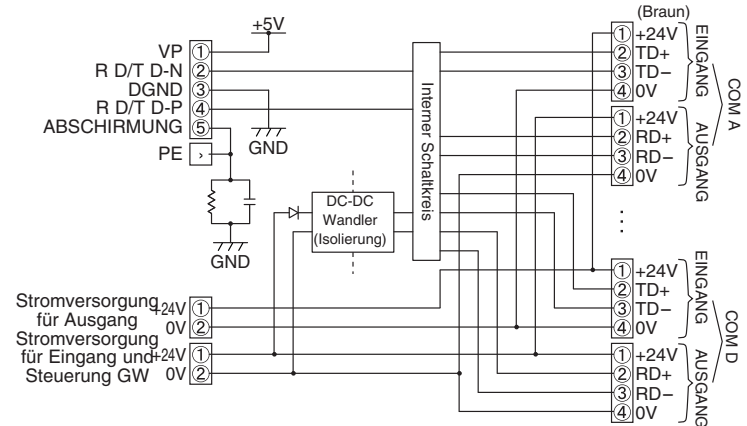 +5V
VP ①
R D/T D-N ②
DGND ③
R D/T D-P ④
ABSCHIRMUNG ⑤
PE
GND
GND
DC-DC
Wandler
(Isolierung)
Interner Schaltkreis
Stromversorgung
für Ausgang
+24V ①
0V ②
Stromversorgung
für Eingang und
Steuerung GW
+24V ①
0V ②
(Braun)
① +24V
② TD+
③ TD−
④ 0V
EINGANG
① +24V
② RD+
③ RD−
④ 0V
AUSGANG
COM A
⋮
① +24V
② TD+
③ TD−
④ 0V
EINGANG
① +24V
② RD+
③ RD−
④ 0V
AUSGANG
COM D